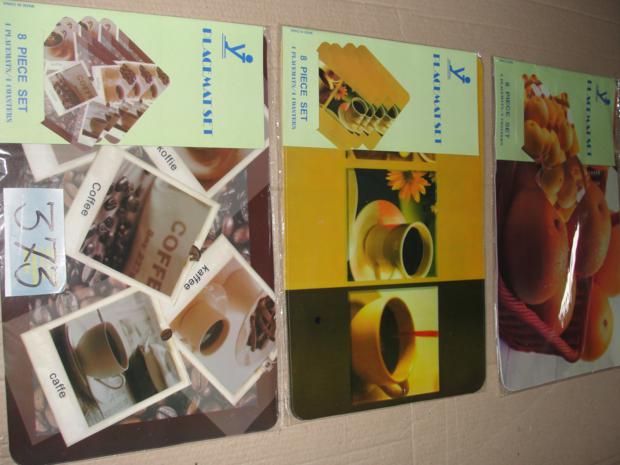 PLACEMAT SET
8 PIECE SET
4 PLACEMATS/4 COASTERS
PLACEMAT SET
8 PIECE SET
4 PLACEMATS/4 COASTERS
PLACEMAT SET
8 PIECE SET
4 PLACEMATS/4 COASTERS
koffie
kaffee
COFFE
Coffee
caffe
373